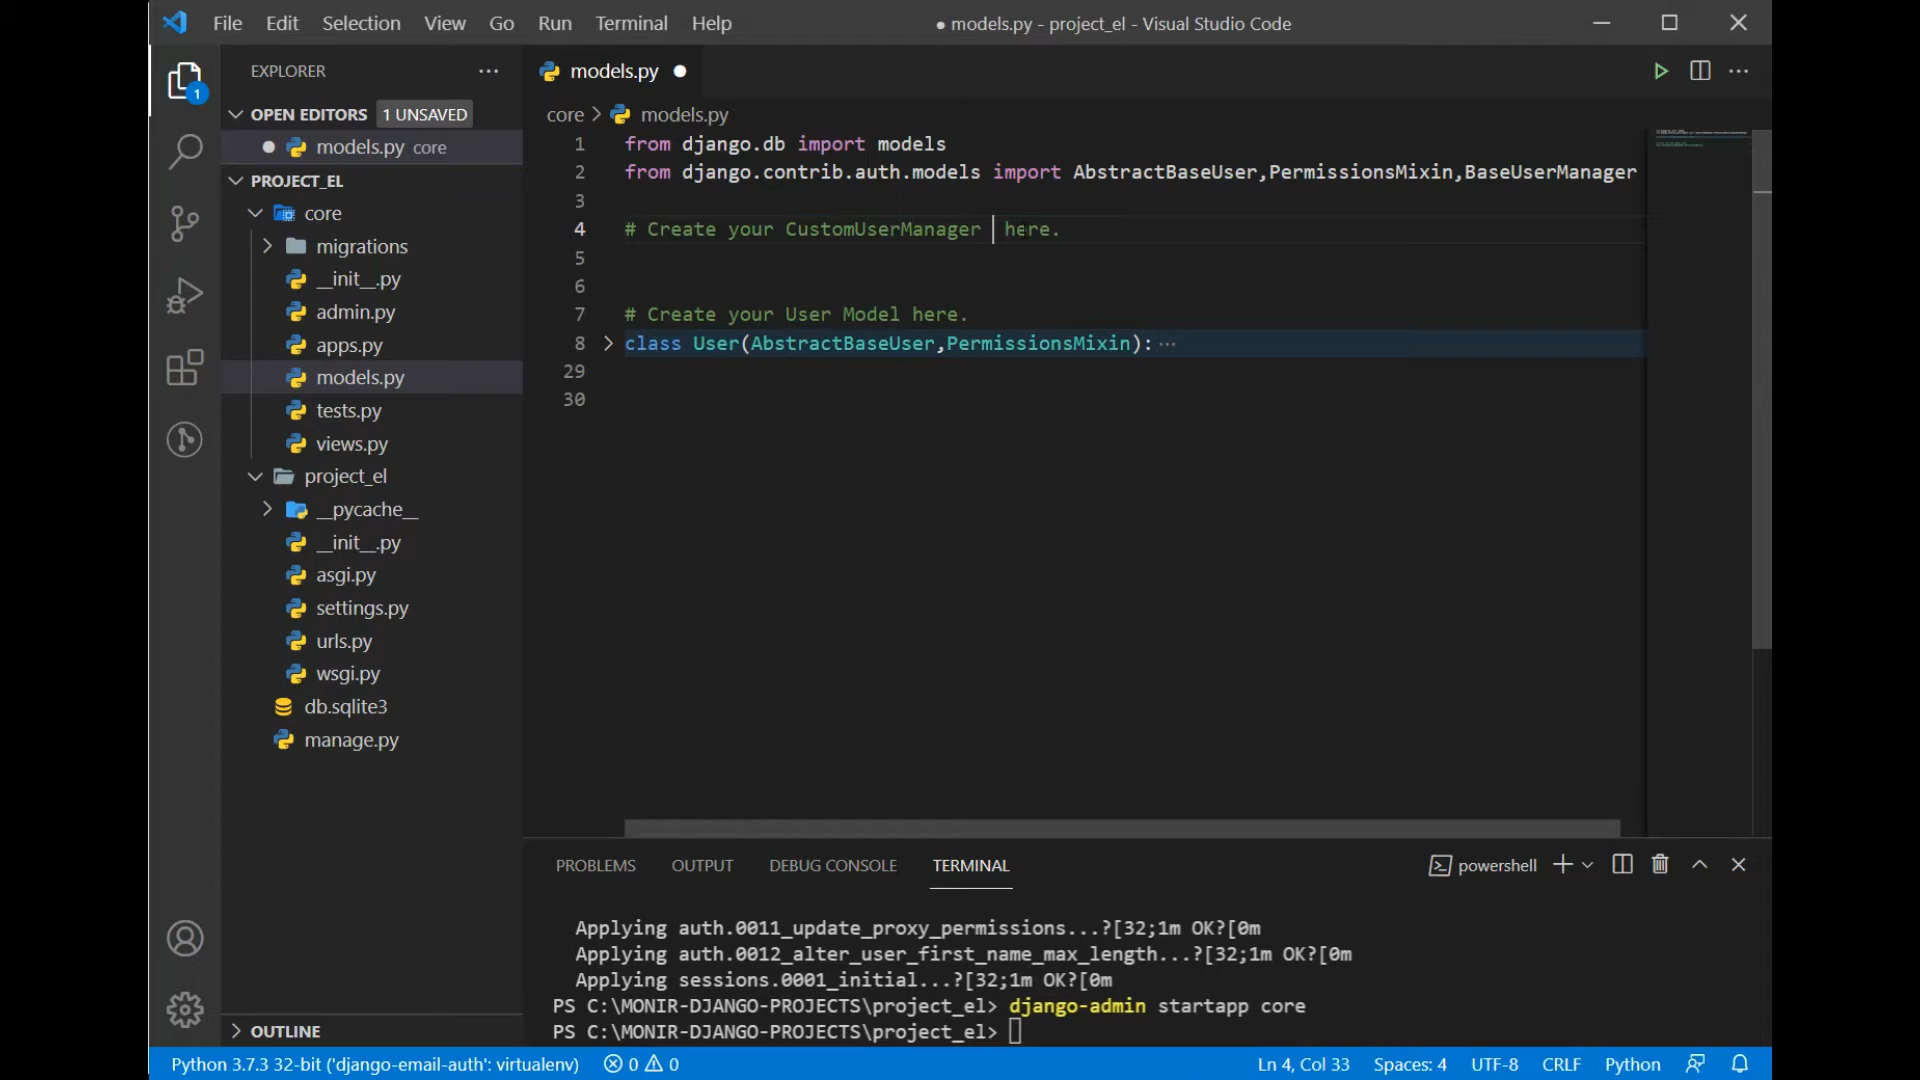 File Edit Selection View Go Run Terminal Help
● models.py - project_el - Visual Studio Code
EXPLORER
1
OPEN EDITORS 1 UNSAVED
models.py core
PROJECT_EL
core
migrations
__init__.py
admin.py
apps.py
models.py
tests.py
views.py
project_el
__pycache__
__init__.py
asgi.py
settings.py
urls.py
wsgi.py
db.sqlite3
manage.py
OUTLINE
models.py
core > models.py
1 from django.db import models
2 from django.contrib.auth.models import AbstractBaseUser,PermissionsMixin,BaseUserManager
3
4 # Create your CustomUserManager here.
5
6
7 # Create your User Model here.
8 class User(AbstractBaseUser,PermissionsMixin):
29
30
PROBLEMS OUTPUT DEBUG CONSOLE TERMINAL
powershell
Applying auth.0011_update_proxy_permissions...?[32;1m OK?[0m
Applying auth.0012_alter_user_first_name_max_length...?[32;1m OK?[0m
Applying sessions.0001_initial...?[32;1m OK?[0m
PS C:\MONIR-DJANGO-PROJECTS\project_el> django-admin startapp core
PS C:\MONIR-DJANGO-PROJECTS\project_el>
Python 3.7.3 32-bit ('django-email-auth': virtualenv) 0 0 Ln 4, Col 33 Spaces: 4 UTF-8 CRLF Python